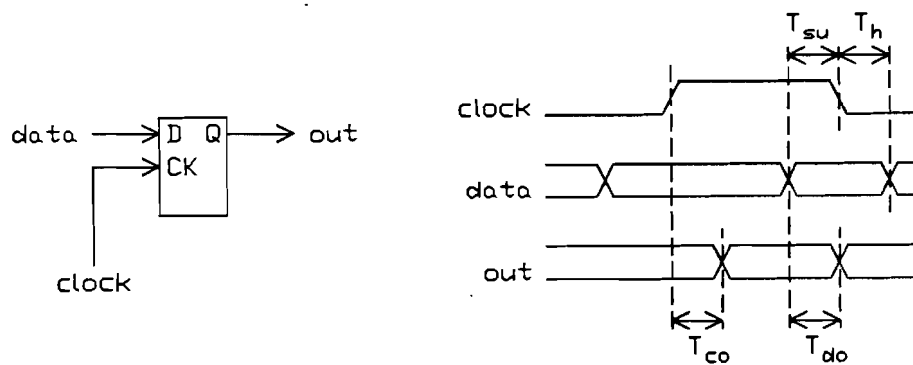 data
D Q
CK
out
clock
T_su
T_h
clock
data
out
T_co
T_do